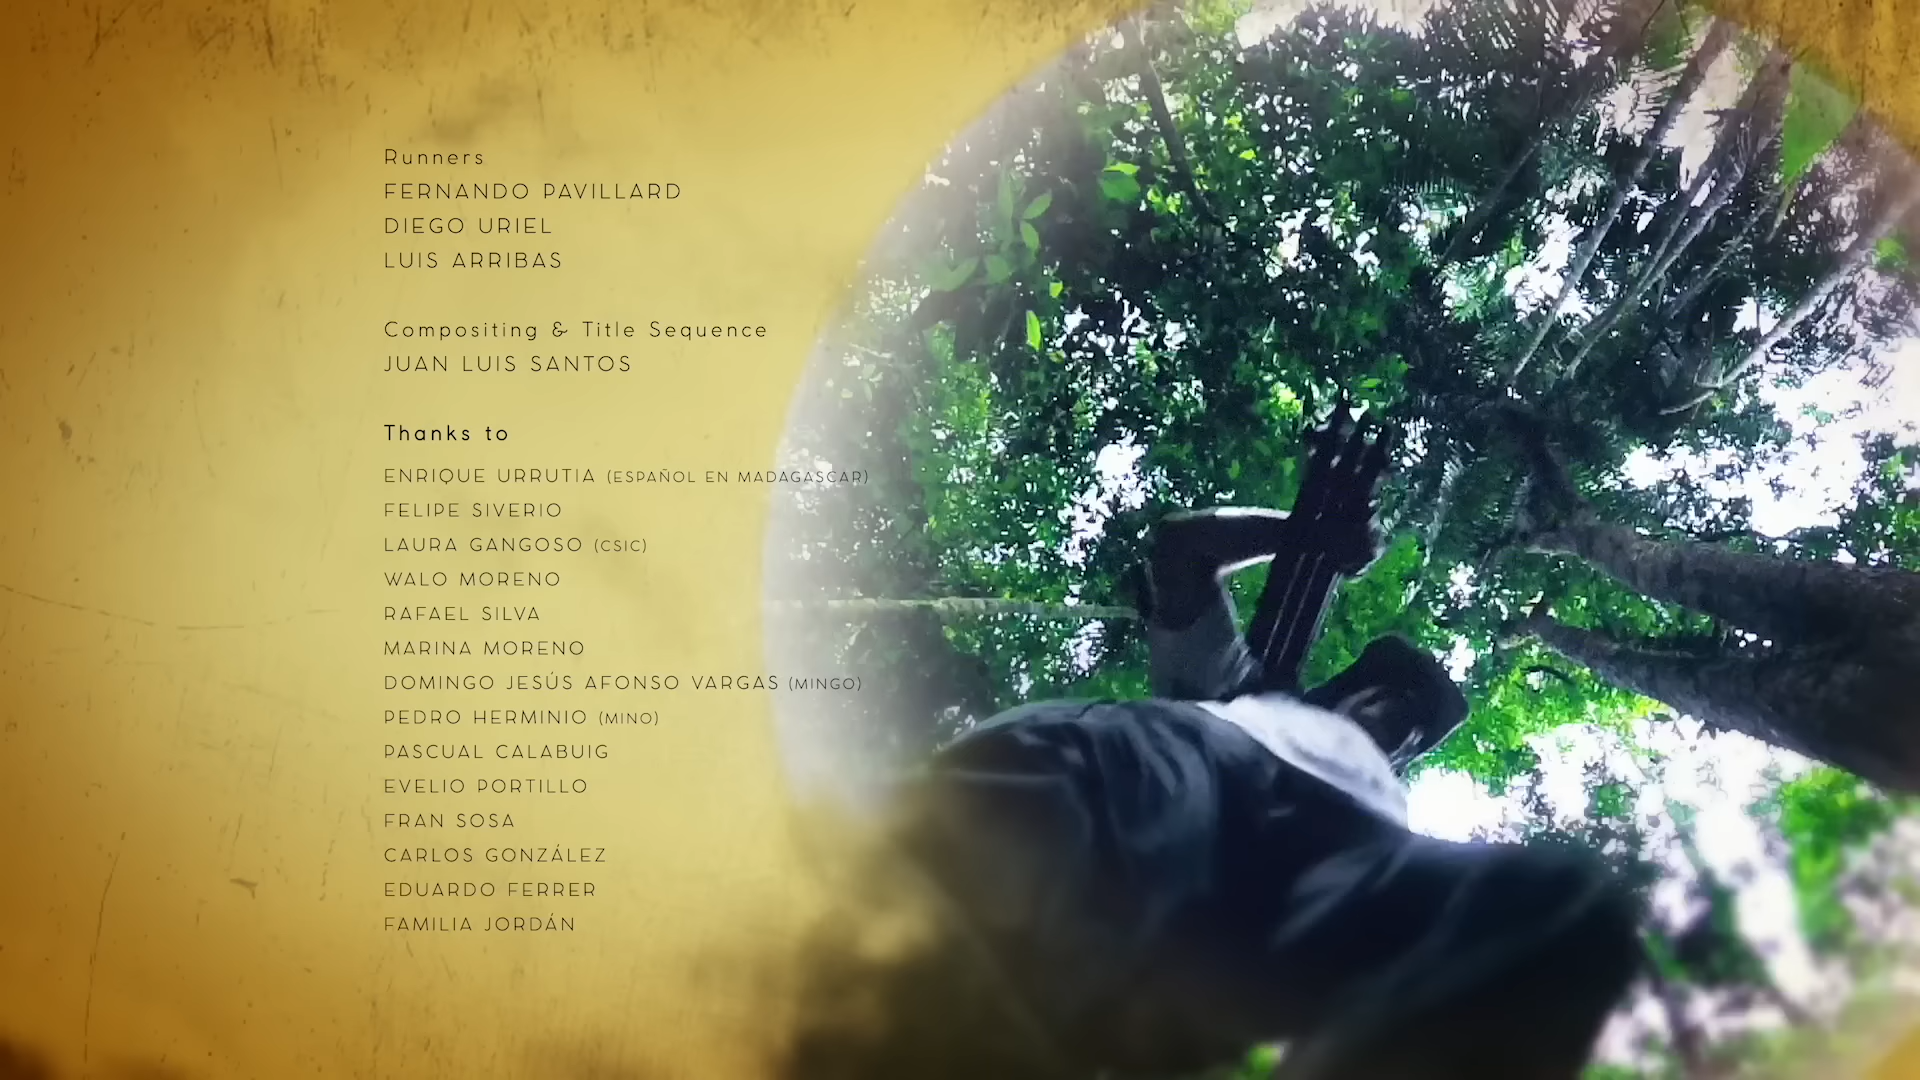 Runners
FERNANDO PAVILLARD
DIEGO URIEL
LUIS ARRIBAS
Compositing & Title Sequence
JUAN LUIS SANTOS
Thanks to
ENRIQUE URRUTIA (ESPAÑOL EN MADAGASCAR)
FELIPE SIVERIO
LAURA GANGOSO (CSIC)
WALO MORENO
RAFAEL SILVA
MARINA MORENO
DOMINGO JESÚS AFONSO VARGAS (MINGO)
PEDRO HERMINIO (MINO)
PASCUAL CALABUIG
EVELIO PORTILLO
FRAN SOSA
CARLOS GONZÁLEZ
EDUARDO FERRER
FAMILIA JORDÁN